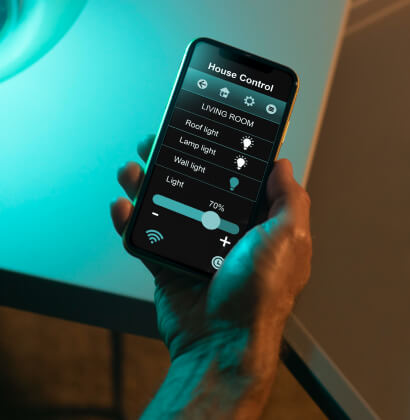 House Control
LIVING ROOM
Roof light
Lamp light
Wall light
Light
70%
- +